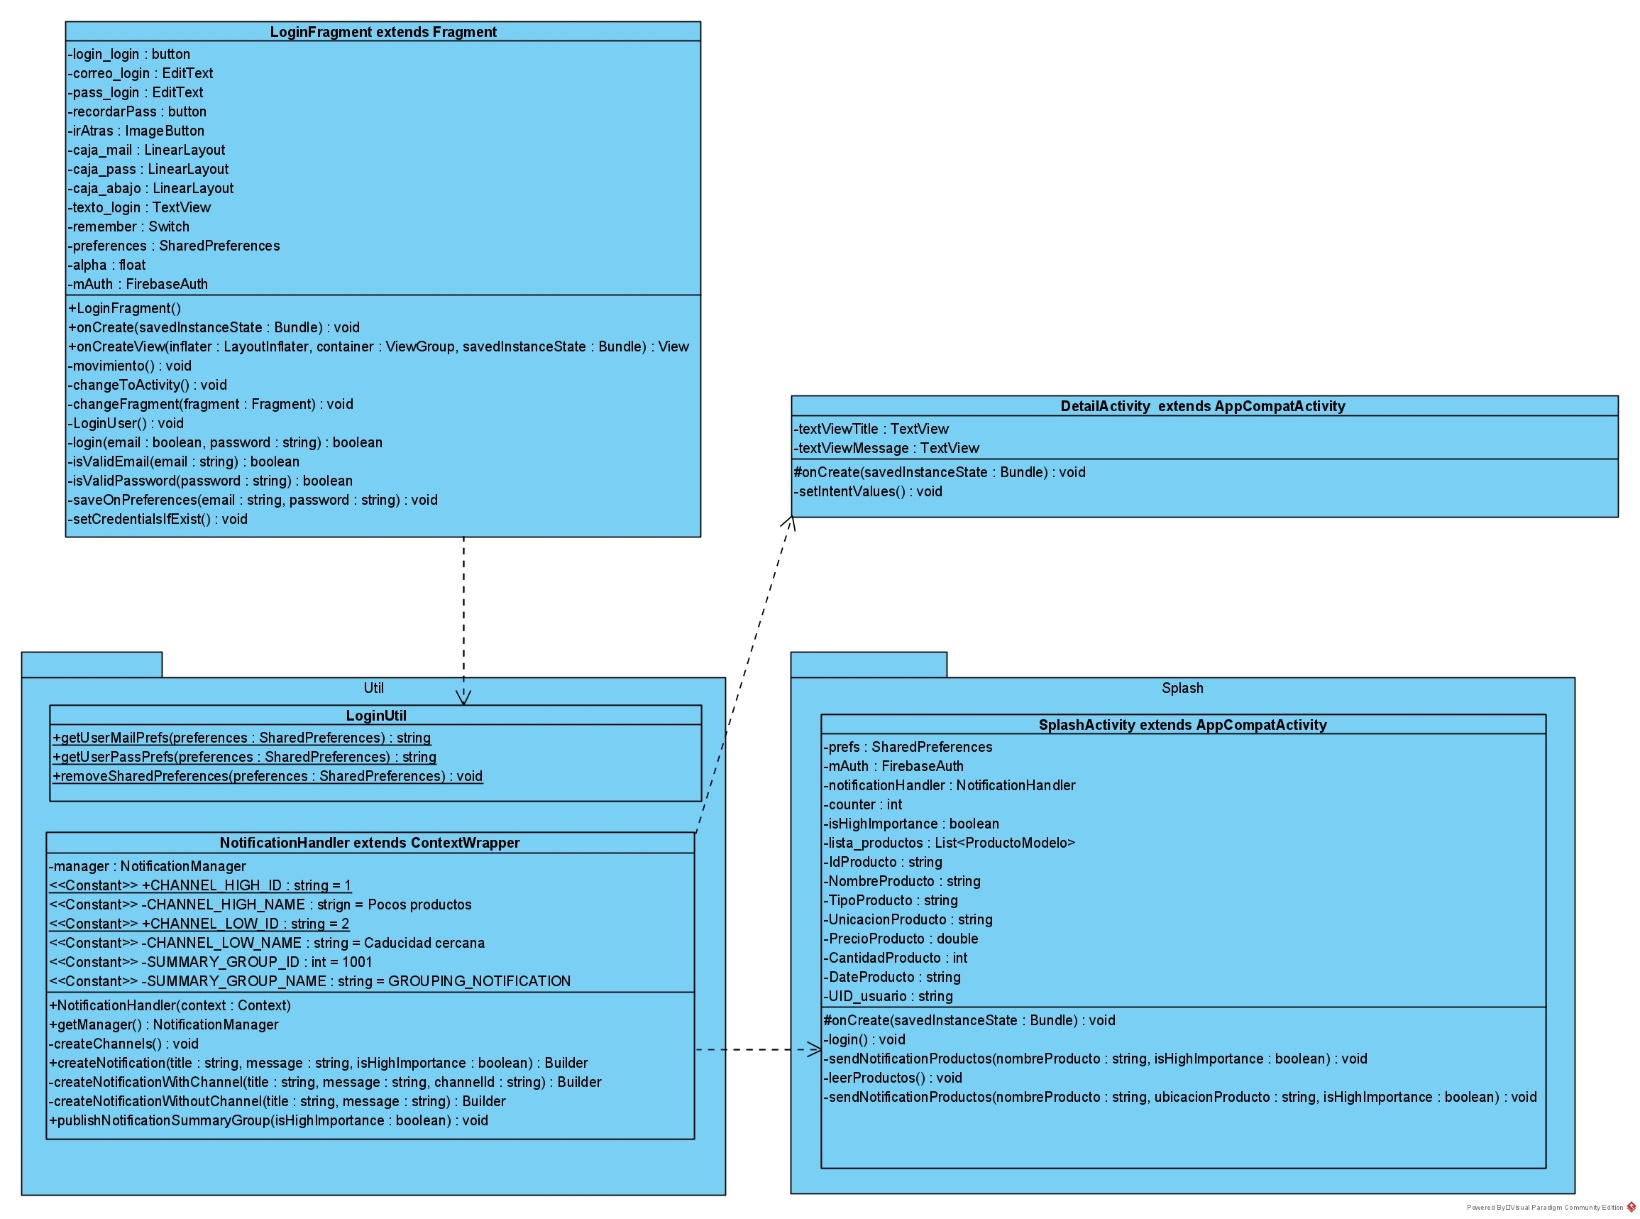 LoginFragment extends Fragment
-login_login : button
-correo_login : EditText
-pass_login : EditText
-recordarPass : button
-irAtras : ImageButton
-caja_mail : LinearLayout
-caja_pass : LinearLayout
-caja_abajo : LinearLayout
-texto_login : TextView
-remember : Switch
-preferences : SharedPreferences
-alpha : float
-mAuth : FirebaseAuth
+LoginFragment()
+onCreate(savedInstanceState : Bundle) : void
+onCreateView(inflater : LayoutInflater, container : ViewGroup, savedInstanceState : Bundle) : View
-movimiento() : void
-changeToActivity() : void
-changeFragment(fragment : Fragment) : void
-LoginUser() : void
-login(email : boolean, password : string) : boolean
-isValidEmail(email : string) : boolean
-isValidPassword(password : string) : boolean
-saveOnPreferences(email : string, password : string) : void
-setCredentialsIfExist() : void
DetailActivity extends AppCompatActivity
-textViewTitle : TextView
-textViewMessage : TextView
#onCreate(savedInstanceState : Bundle) : void
-setIntentValues() : void
Util
LoginUtil
+getUserMailPrefs(preferences : SharedPreferences) : string
+getUserPassPrefs(preferences : SharedPreferences) : string
+removeSharedPreferences(preferences : SharedPreferences) : void
NotificationHandler extends ContextWrapper
-manager : NotificationManager
<<Constant>> +CHANNEL_HIGH_ID : string = 1
<<Constant>> -CHANNEL_HIGH_NAME : strign = Pocos productos
<<Constant>> +CHANNEL_LOW_ID : string = 2
<<Constant>> -CHANNEL_LOW_NAME : string = Caducidad cercana
<<Constant>> -SUMMARY_GROUP_ID : int = 1001
<<Constant>> -SUMMARY_GROUP_NAME : string = GROUPING_NOTIFICATION
+NotificationHandler(context : Context)
+getManager() : NotificationManager
-createChannels() : void
+createNotification(title : string, message : string, isHighImportance : boolean) : Builder
-createNotificationWithChannel(title : string, message : string, channelId : string) : Builder
-createNotificationWithoutChannel(title : string, message : string) : Builder
+publishNotificationSummaryGroup(isHighImportance : boolean) : void
Splash
SplashActivity extends AppCompatActivity
-prefs : SharedPreferences
-mAuth : FirebaseAuth
-notificationHandler : NotificationHandler
-counter : int
-isHighImportance : boolean
-lista_productos : List<ProductoModelo>
-IdProducto : string
-NombreProducto : string
-TipoProducto : string
-UnicacionProducto : string
-PrecioProducto : double
-CantidadProducto : int
-DateProducto : string
-UID_usuario : string
#onCreate(savedInstanceState : Bundle) : void
-login() : void
-sendNotificationProductos(nombreProducto : string, isHighImportance : boolean) : void
-leerProductos() : void
-sendNotificationProductos(nombreProducto : string, ubicacionProducto : string, isHighImportance : boolean) : void
Powered By Visual Paradigm Community Edition